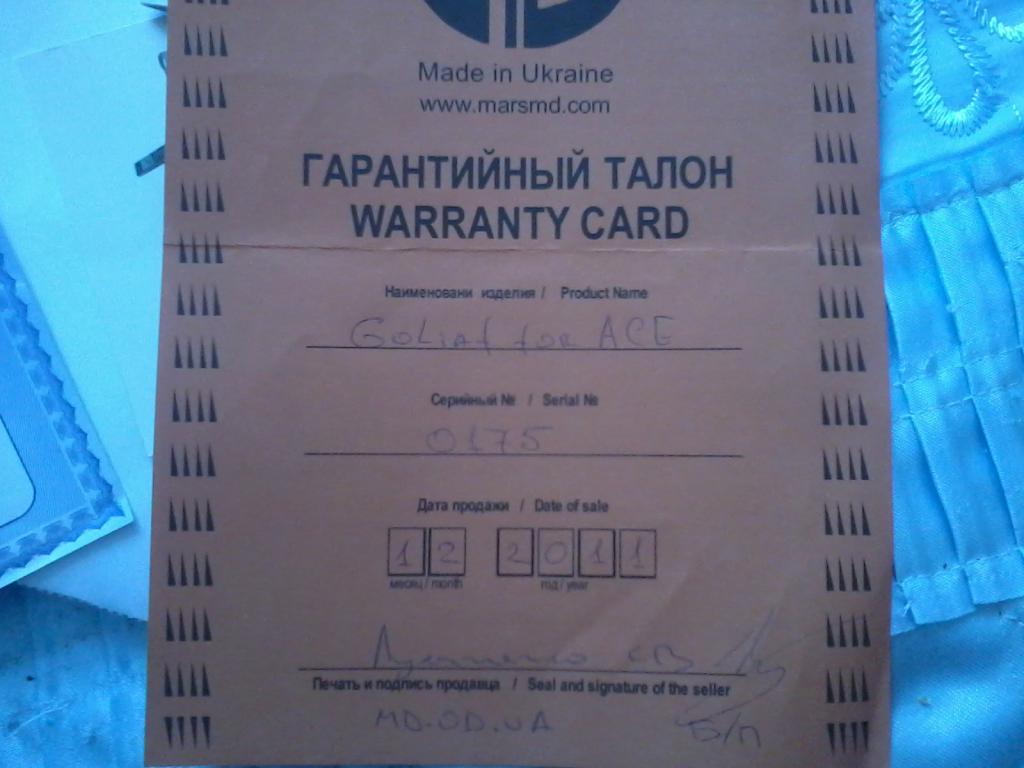 Made in Ukraine
www.marsmd.com
ГАРАНТИЙНЫЙ ТАЛОН
WARRANTY CARD
Наименовани изделия / Product Name
Goliaf for ACE
Серийный № / Serial №
0175
Дата продажи / Date of sale
12 2011
месяц / month год / year
СВ
Печать и подпись продавца / Seal and signature of the seller
MD.OD.UA Б/П